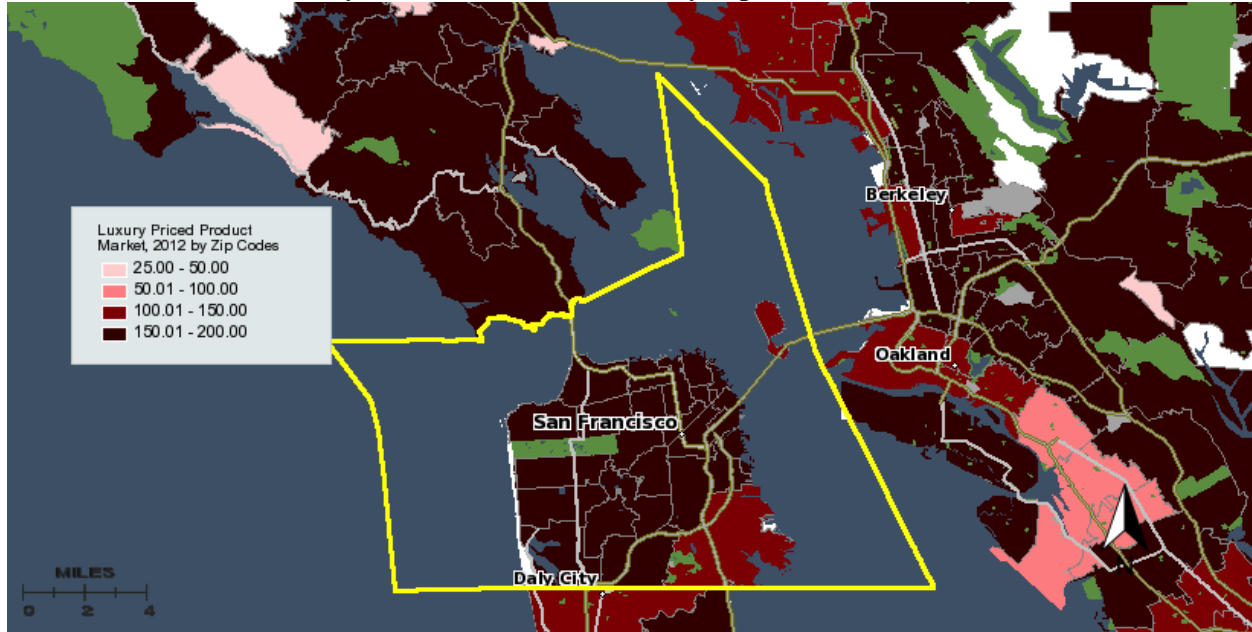 Berkeley
Luxury Priced Product
Market, 2012 by Zip Codes
25.00 - 50.00
50.01 - 100.00
100.01 - 150.00
150.01 - 200.00
Oakland
San Francisco
Daly City
MILES
0 2 4